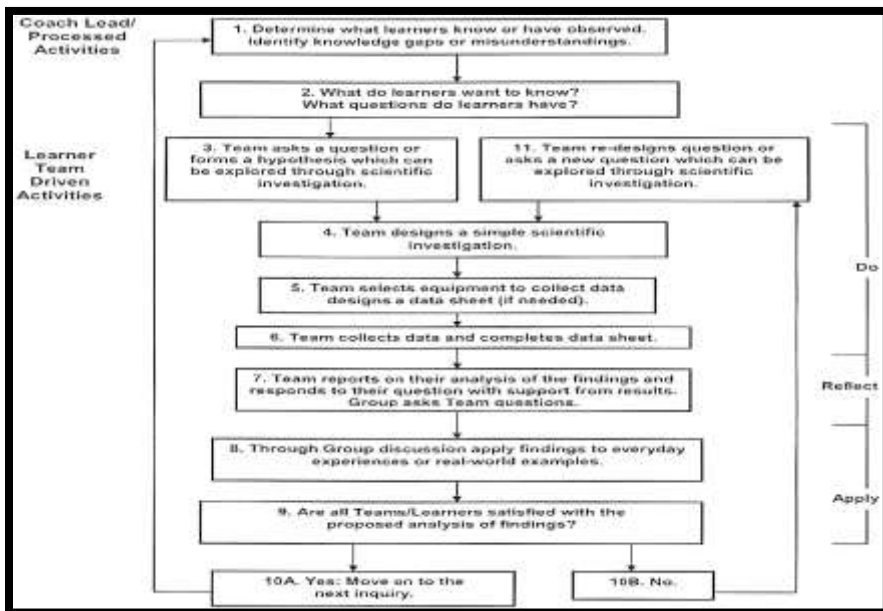 Coach Lead/
Processed
Activities
1. Determine what learners know or have observed.
Identify knowledge gaps or misunderstandings.
2. What do learners want to know?
What questions do learners have?
Learner
Team
Driven
Activities
3. Team asks a question or
forms a hypothesis which can
be explored through scientific
investigation.
11. Team re-designs question or
asks a new question which can be
explored through scientific
investigation.
4. Team designs a simple scientific
investigation.
5. Team selects equipment to collect data
designs a data sheet (if needed).
6. Team collects data and completes data sheet.
Do
7. Team reports on their analysis of the findings and
responds to their question with support from results.
Group asks Team questions.
Reflect
8. Through Group discussion apply findings to everyday
experiences or real-world examples.
9. Are all Teams/Learners satisfied with the
proposed analysis of findings?
Apply
10A. Yes: Move on to the
next inquiry.
10B. No.